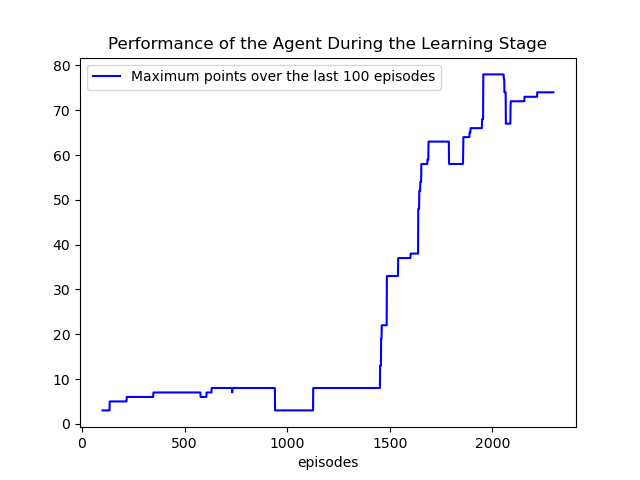 Performance of the Agent During the Learning Stage
Maximum points over the last 100 episodes
80
70
60
50
40
30
20
10
0
0 500 1000 1500 2000
episodes